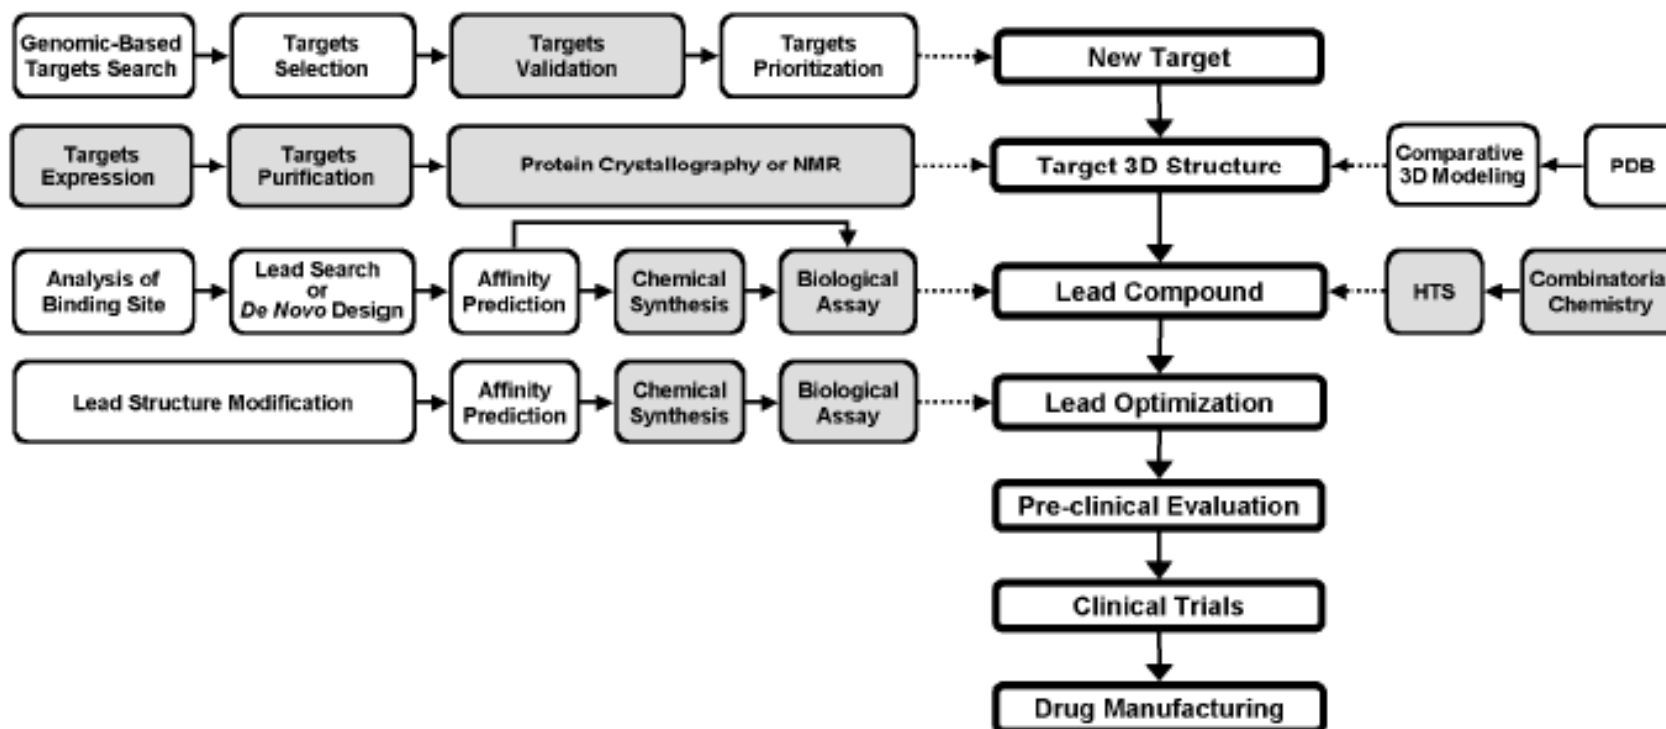 Genomic-Based
Targets Search
Targets
Selection
Targets
Validation
Targets
Prioritization
New Target
Targets
Expression
Targets
Purification
Protein Crystallography or NMR
Target 3D Structure
Comparative
3D Modeling
PDB
Analysis of
Binding Site
Lead Search
or
De Novo Design
Affinity
Prediction
Chemical
Synthesis
Biological
Assay
Lead Compound
HTS
Combinatorial
Chemistry
Lead Structure Modification
Affinity
Prediction
Chemical
Synthesis
Biological
Assay
Lead Optimization
Pre-clinical Evaluation
Clinical Trials
Drug Manufacturing